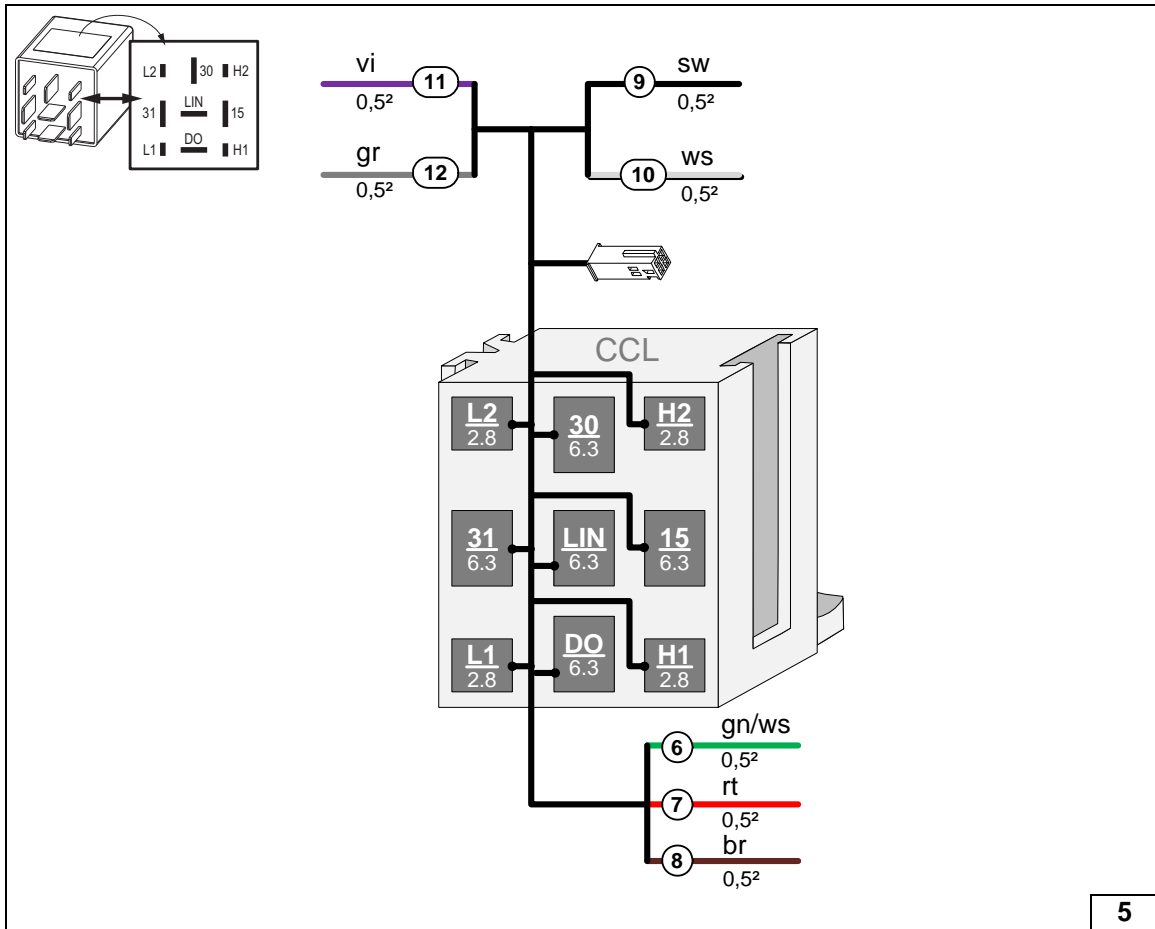 L2 30 H2
31 LIN 15
L1 DO H1
vi 11
0,5²
gr 12
0,5²
9 sw
0,5²
10 ws
0,5²
CCL
L2 30 H2
2.8 6.3 2.8
31 LIN 15
6.3 6.3 6.3
L1 DO H1
2.8 6.3 2.8
6 gn/ws
0,5²
7 rt
0,5²
8 br
0,5²
5